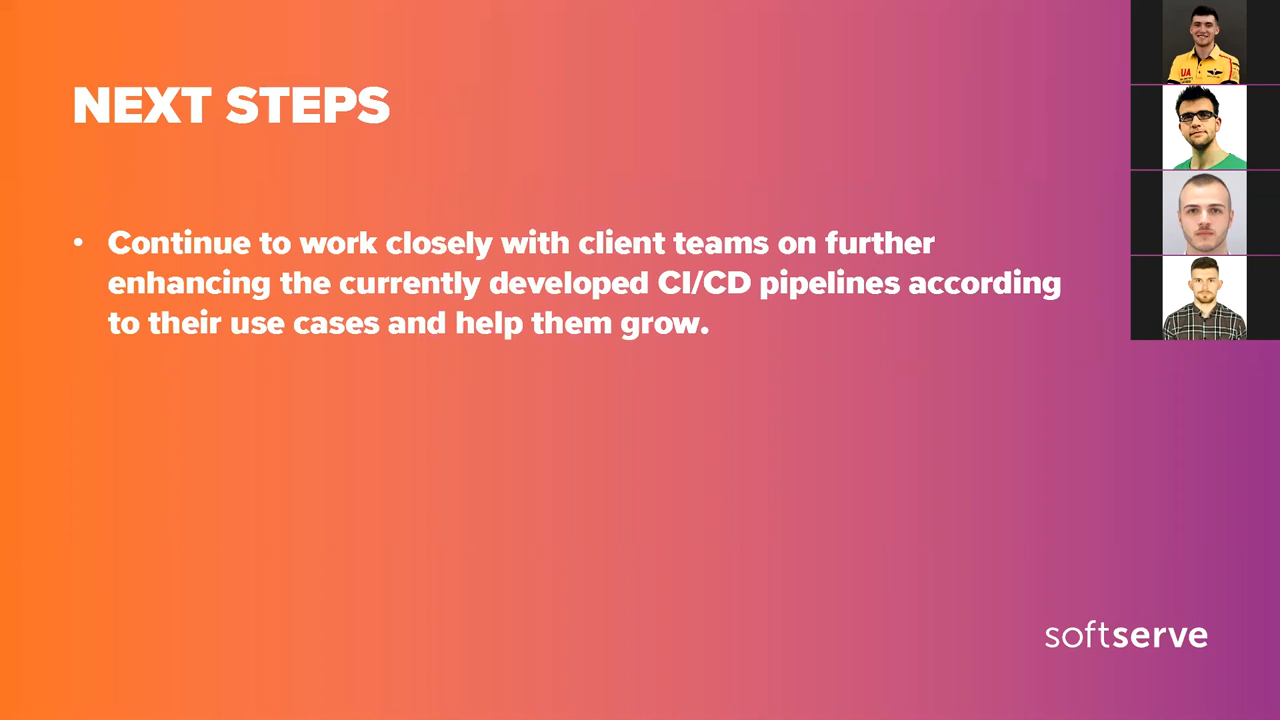 NEXT STEPS
• Continue to work closely with client teams on further
enhancing the currently developed CI/CD pipelines according
to their use cases and help them grow.
UA
softserve